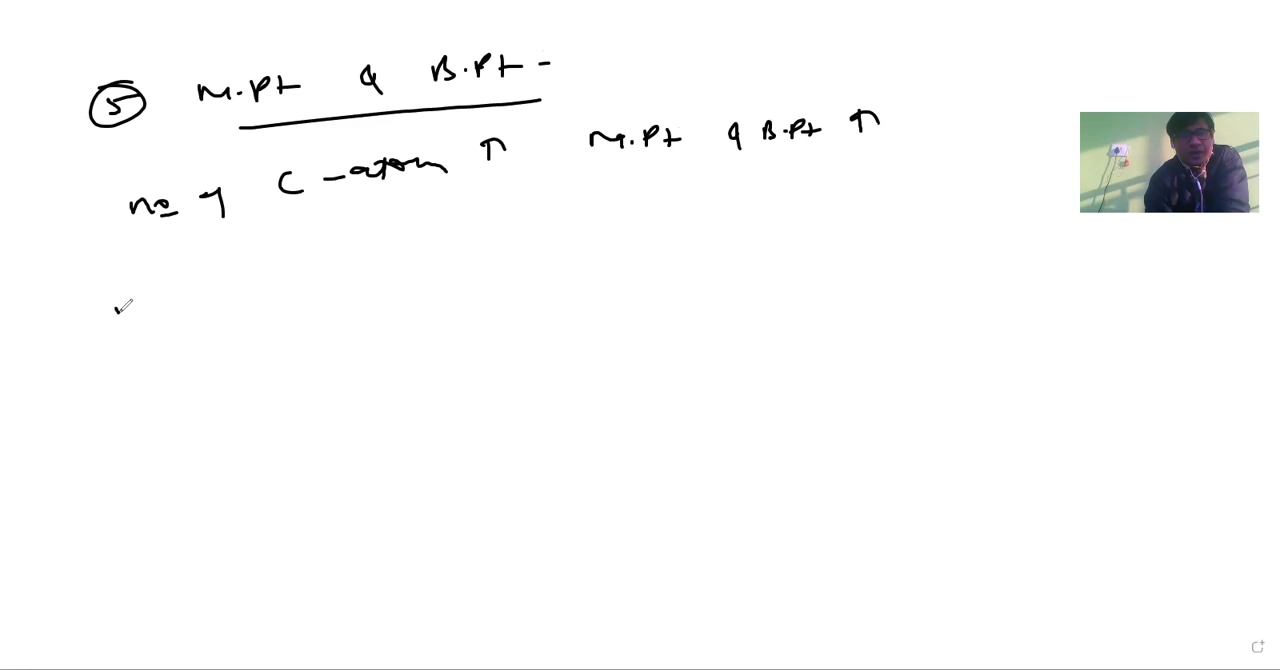 5 M.Pt & B.Pt -
no of C-atom ↑ M.Pt & B.Pt ↑